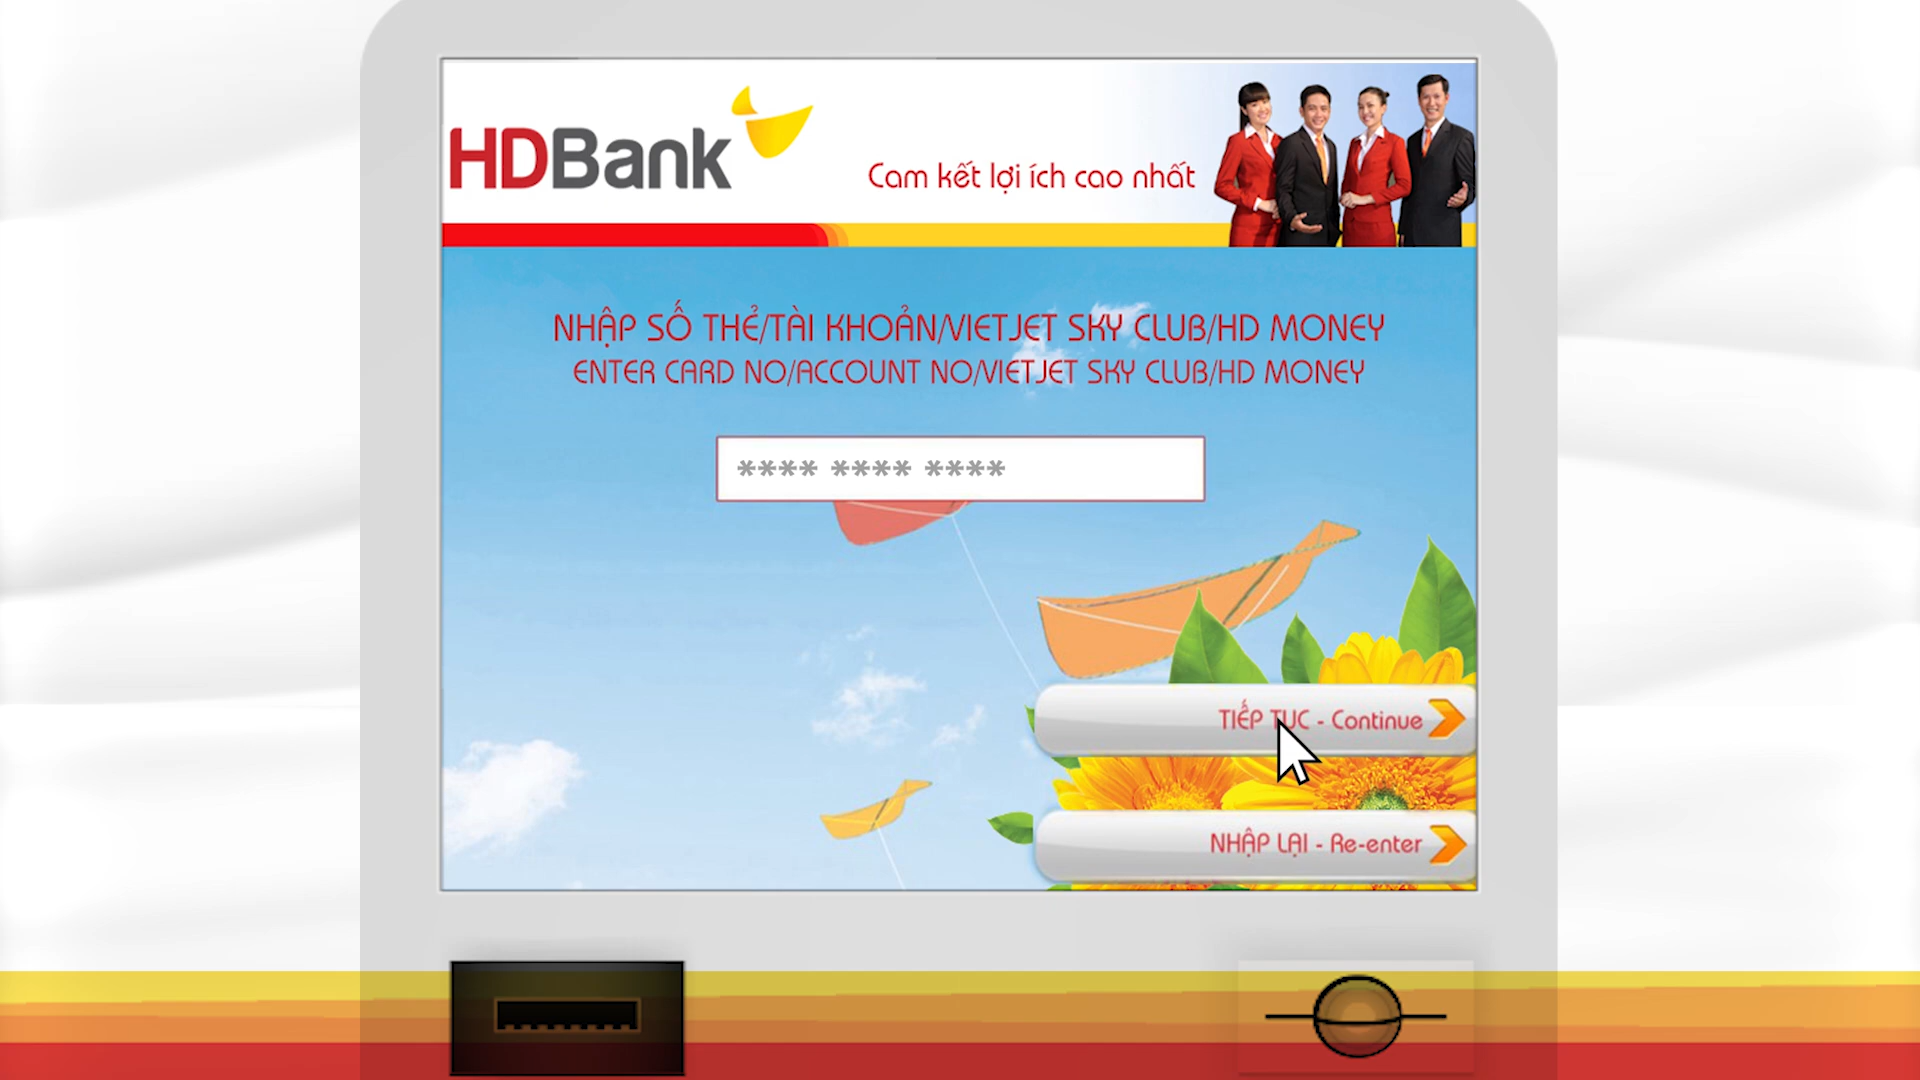 HDBank
Cam kết lợi ích cao nhất
NHẬP SỐ THẺ/TÀI KHOẢN/VIETJET SKY CLUB/HD MONEY
ENTER CARD NO/ACCOUNT NO/VIETJET SKY CLUB/HD MONEY
**** **** ****
TIẾP TỤC - Continue
NHẬP LẠI - Re-enter